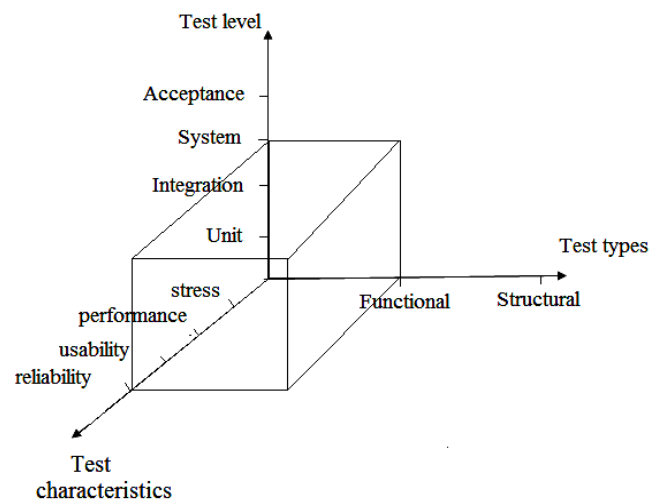 Test level
Acceptance
System
Integration
Unit
Test types
stress
Functional
Structural
performance
usability
reliability
Test
characteristics